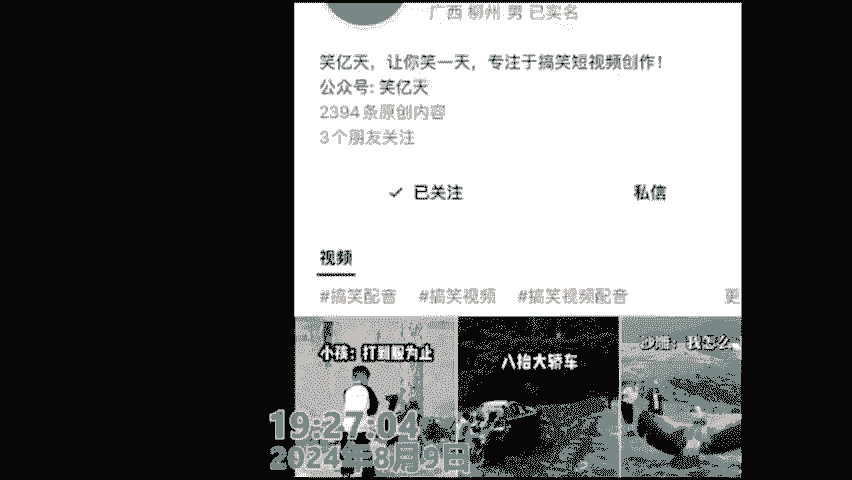 广西 柳州 男 已实名
笑亿天，让你笑一天，专注于搞笑短视频创作！
公众号: 笑亿天
2394条原创内容
3个朋友关注
已关注 私信
视频
#搞笑配音 #搞笑视频 #搞笑视频配音 更
小孩：打到服为止
八抬大轿车
沙雕：我怎么
19:27:04
2024年8月9日